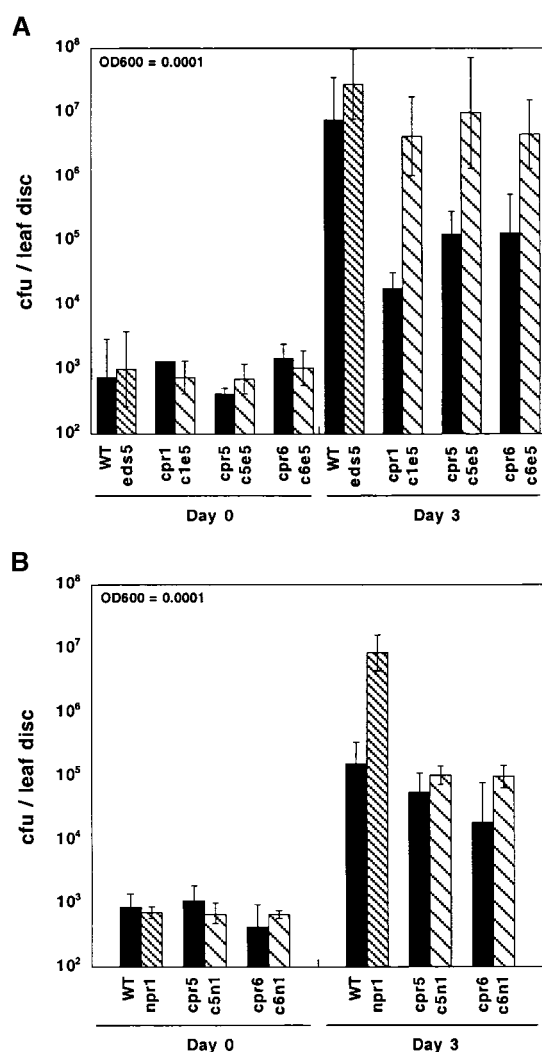 A
OD600 = 0.0001
cfu / leaf disc
10⁸
10⁷
10⁶
10⁵
10⁴
10³
10²
WT
eds5
cpr1
c1e5
cpr5
c5e5
cpr6
c6e5
WT
eds5
cpr1
c1e5
cpr5
c5e5
cpr6
c6e5
Day 0
Day 3
B
OD600 = 0.0001
cfu / leaf disc
10⁸
10⁷
10⁶
10⁵
10⁴
10³
10²
WT
npr1
cpr5
c5n1
cpr6
c6n1
WT
npr1
cpr5
c5n1
cpr6
c6n1
Day 0
Day 3